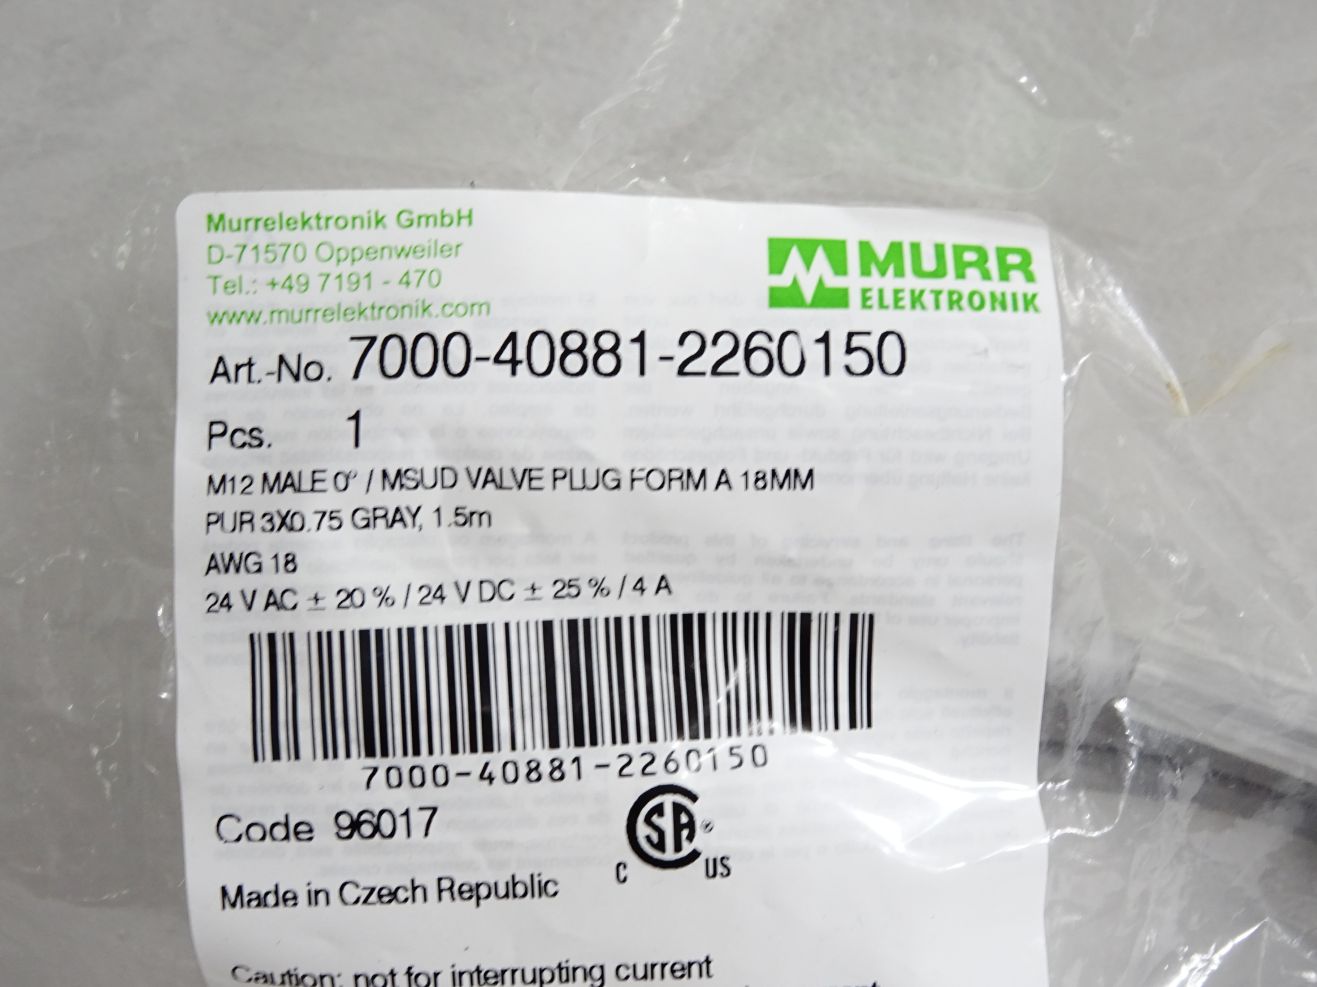 Murrelektronik GmbH
D-71570 Oppenweiler
Tel.: +49 7191 - 470
www.murrelektronik.com
MURR
ELEKTRONIK
Art.-No. 7000-40881-2260150
Pcs. 1
M12 MALE 0° / MSUD VALVE PLUG FORM A 18MM
PUR 3X0.75 GRAY, 1.5m
AWG 18
24 V AC ± 20 % / 24 V DC ± 25 % / 4 A
7000-40881-2260150
Code 96017
C SA ® US
Made in Czech Republic
Caution: not for interrupting current